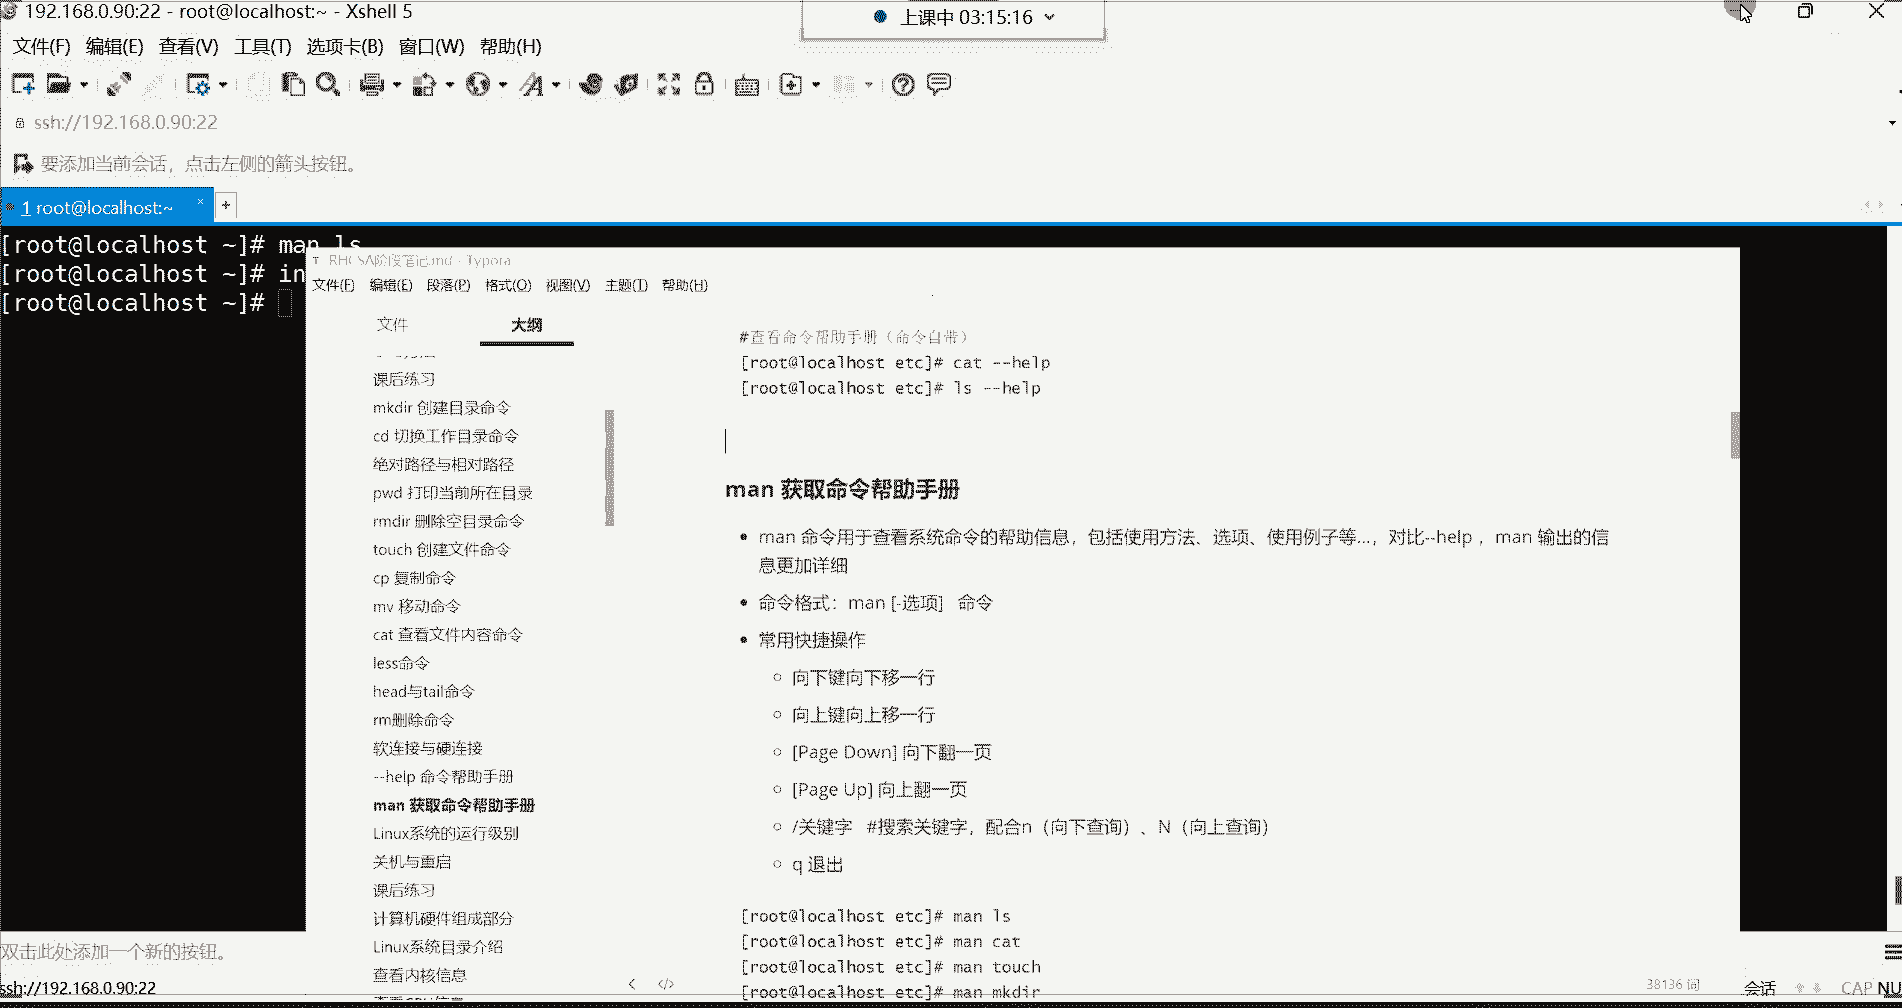 192.168.0.90:22 - root@localhost:~ - Xshell 5
上课中 03:15:16
文件(F) 编辑(E) 查看(V) 工具(T) 选项卡(B) 窗口(W) 帮助(H)
ssh://192.168.0.90:22
要添加当前会话，点击左侧的箭头按钮。
1 root@localhost:~
[root@localhost ~]# man ls
[root@localhost ~]# in
[root@localhost ~]#
RHCSA阶段笔记.md - Typora
文件(F) 编辑(E) 段落(P) 格式(O) 视图(V) 主题(T) 帮助(H)
文件 大纲
课后练习
mkdir 创建目录命令
cd 切换工作目录命令
绝对路径与相对路径
pwd 打印当前所在目录
rmdir 删除空目录命令
touch 创建文件命令
cp 复制命令
mv 移动命令
cat 查看文件内容命令
less命令
head与tail命令
rm删除命令
软连接与硬连接
--help 命令帮助手册
man 获取命令帮助手册
Linux系统的运行级别
关机与重启
课后练习
计算机硬件组成部分
Linux系统目录介绍
查看内核信息
#查看命令帮助手册（命令自带）
[root@localhost etc]# cat --help
[root@localhost etc]# ls --help
man 获取命令帮助手册
man 命令用于查看系统命令的帮助信息，包括使用方法、选项、使用例子等...，对比--help ，man 输出的信
息更加详细
命令格式：man [-选项] 命令
常用快捷操作
向下键向下移一行
向上键向上移一行
[Page Down] 向下翻一页
[Page Up] 向上翻一页
/关键字 #搜索关键字，配合n（向下查询）、N（向上查询）
q 退出
[root@localhost etc]# man ls
[root@localhost etc]# man cat
[root@localhost etc]# man touch
[root@localhost etc]# man mkdir
38136 词
双击此处添加一个新的按钮。
ssh://192.168.0.90:22
会话 CAP NU